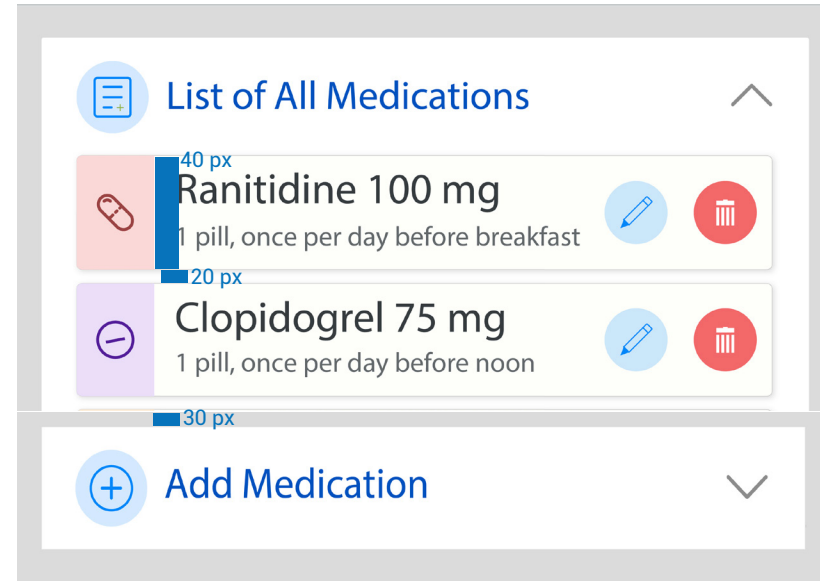 List of All Medications
40 px
Ranitidine 100 mg
1 pill, once per day before breakfast
20 px
Clopidogrel 75 mg
1 pill, once per day before noon
30 px
Add Medication